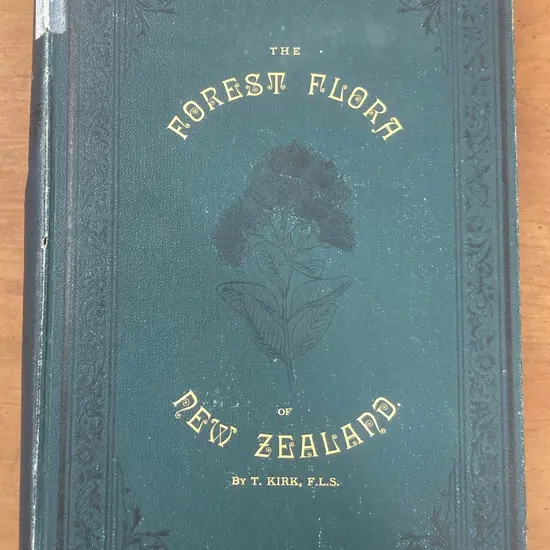 THE
FOREST FLORA
OF
NEW ZEALAND.
BY T. KIRK, F.L.S.